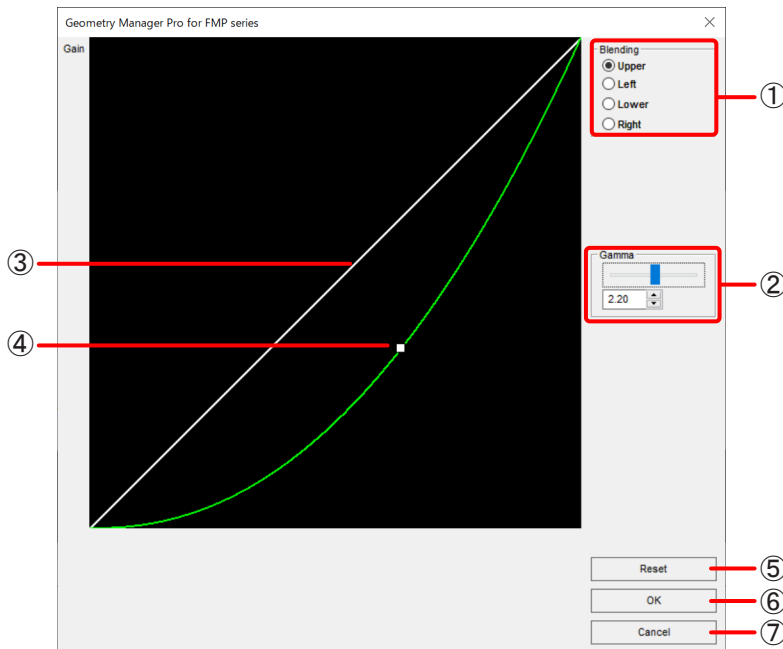 Geometry Manager Pro for FMP series
Gain
Blending
Upper
Left
Lower
Right
①
Gamma
2.20
②
③
④
Reset
⑤
OK
⑥
Cancel
⑦